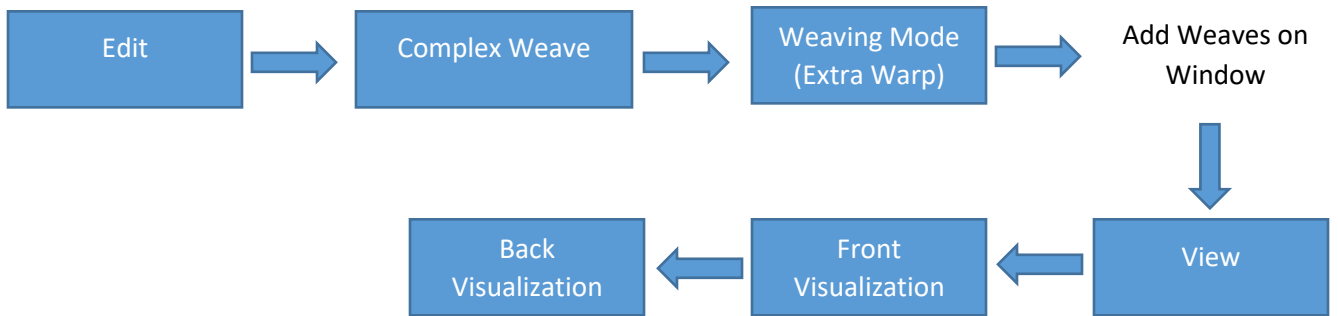 Edit
Complex Weave
Weaving Mode
(Extra Warp)
Add Weaves on
Window
View
Front
Visualization
Back
Visualization